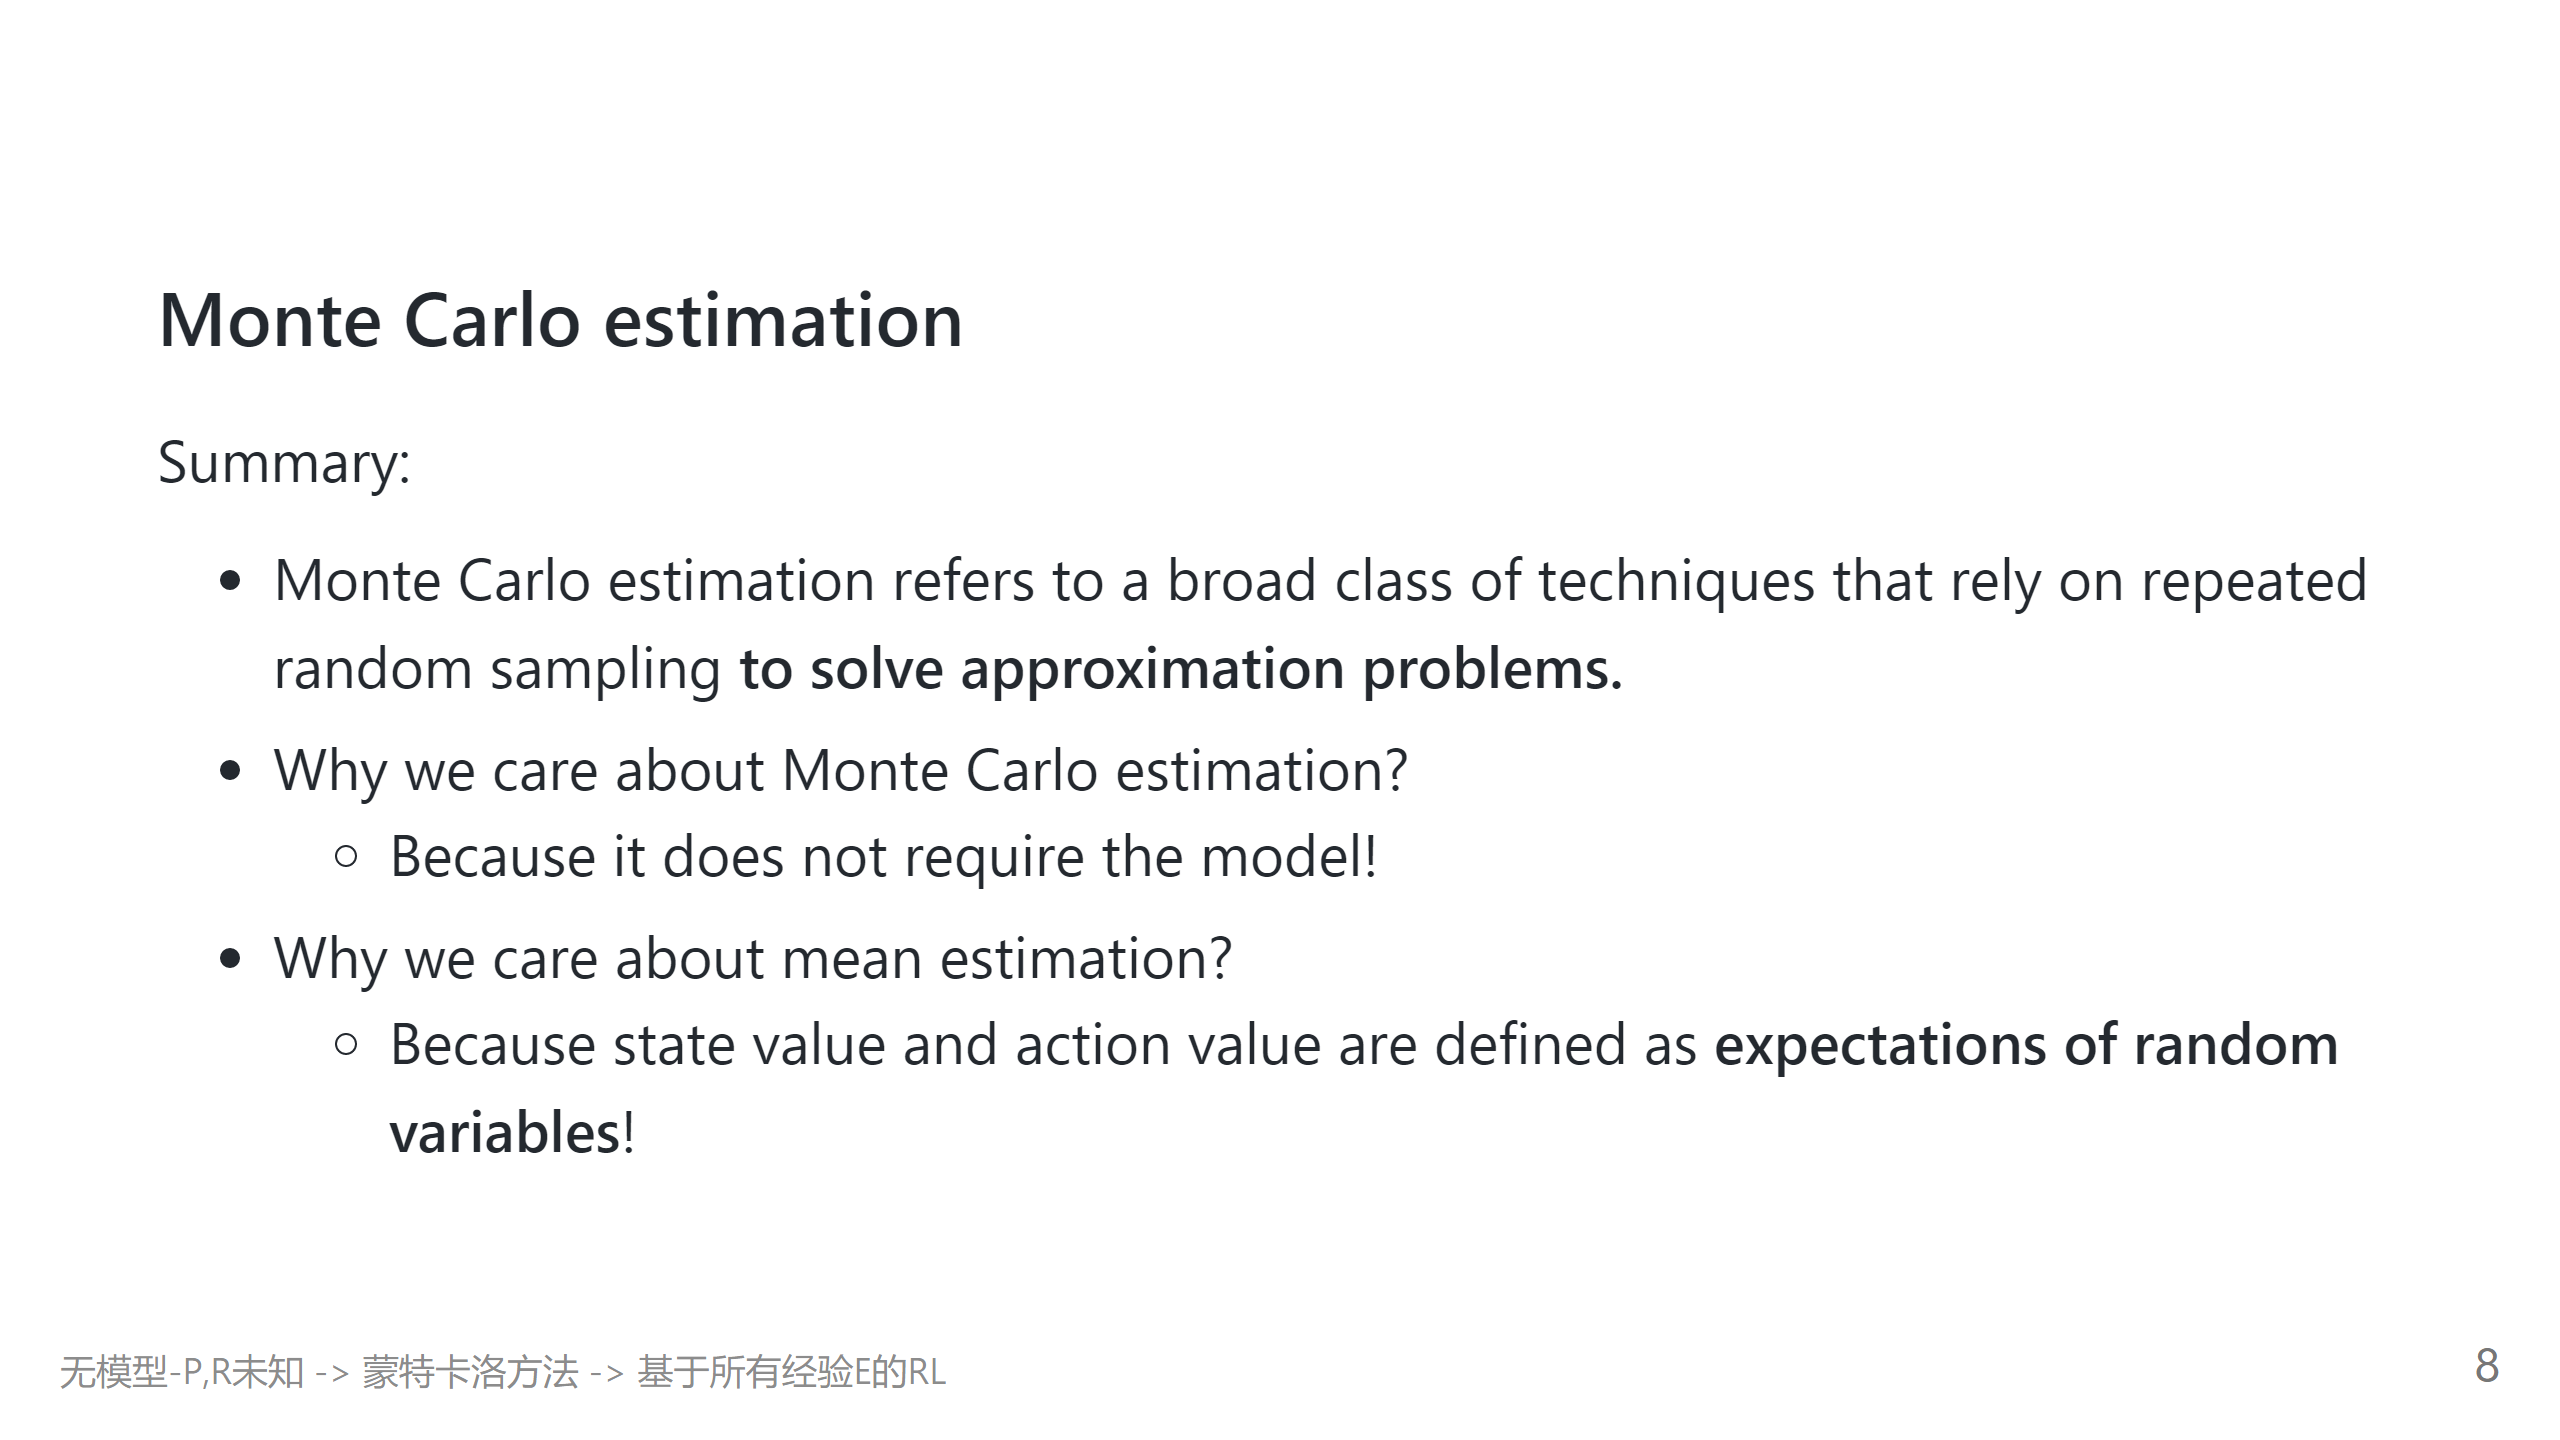 Monte Carlo estimation
Summary:
• Monte Carlo estimation refers to a broad class of techniques that rely on repeated
random sampling to solve approximation problems.
• Why we care about Monte Carlo estimation?
○ Because it does not require the model!
• Why we care about mean estimation?
○ Because state value and action value are defined as expectations of random
variables!
无模型-P,R未知 -> 蒙特卡洛方法 -> 基于所有经验E的RL
8